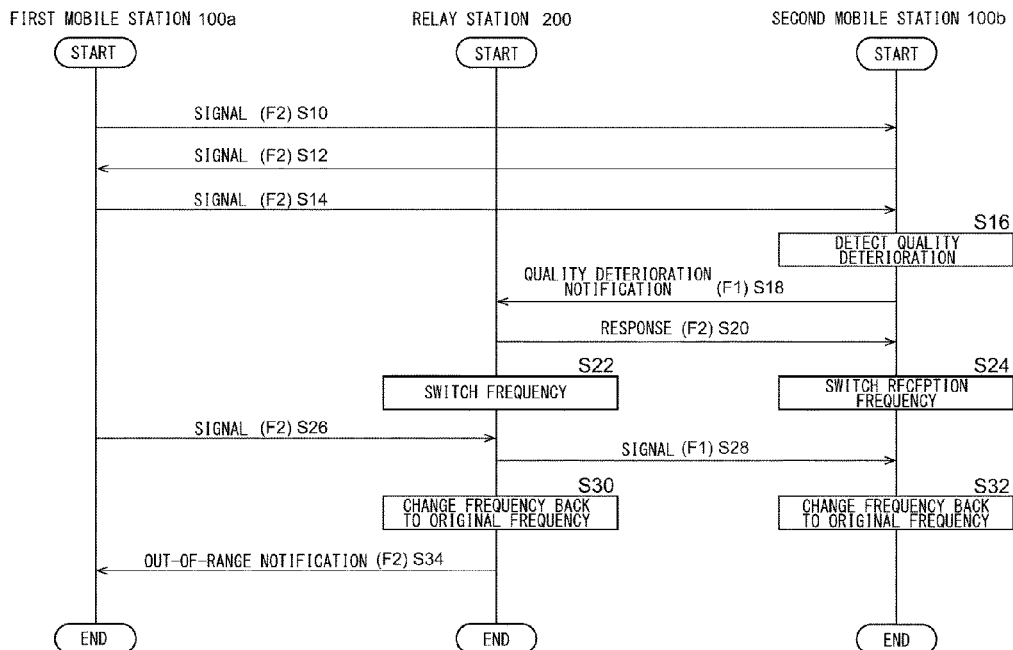 FIRST MOBILE STATION 100a
RELAY STATION 200
SECOND MOBILE STATION 100b
START
START
START
SIGNAL (F2) S10
SIGNAL (F2) S12
SIGNAL (F2) S14
S16
DETECT QUALITY
DETERIORATION
QUALITY DETERIORATION
NOTIFICATION (F1) S18
RESPONSE (F2) S20
S22
SWITCH FREQUENCY
S24
SWITCH RECEPTION
FREQUENCY
SIGNAL (F2) S26
SIGNAL (F1) S28
S30
CHANGE FREQUENCY BACK
TO ORIGINAL FREQUENCY
S32
CHANGE FREQUENCY BACK
TO ORIGINAL FREQUENCY
OUT-OF-RANGE NOTIFICATION (F2) S34
END
END
END